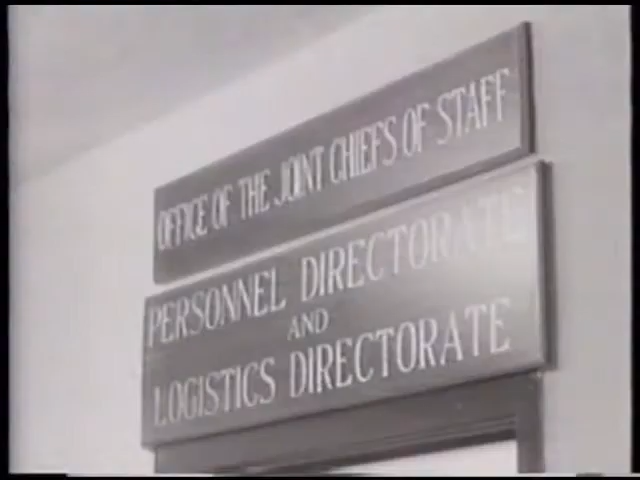 OFFICE OF THE JOINT CHIEFS OF STAFF
PERSONNEL DIRECTORATE
AND
LOGISTICS DIRECTORATE